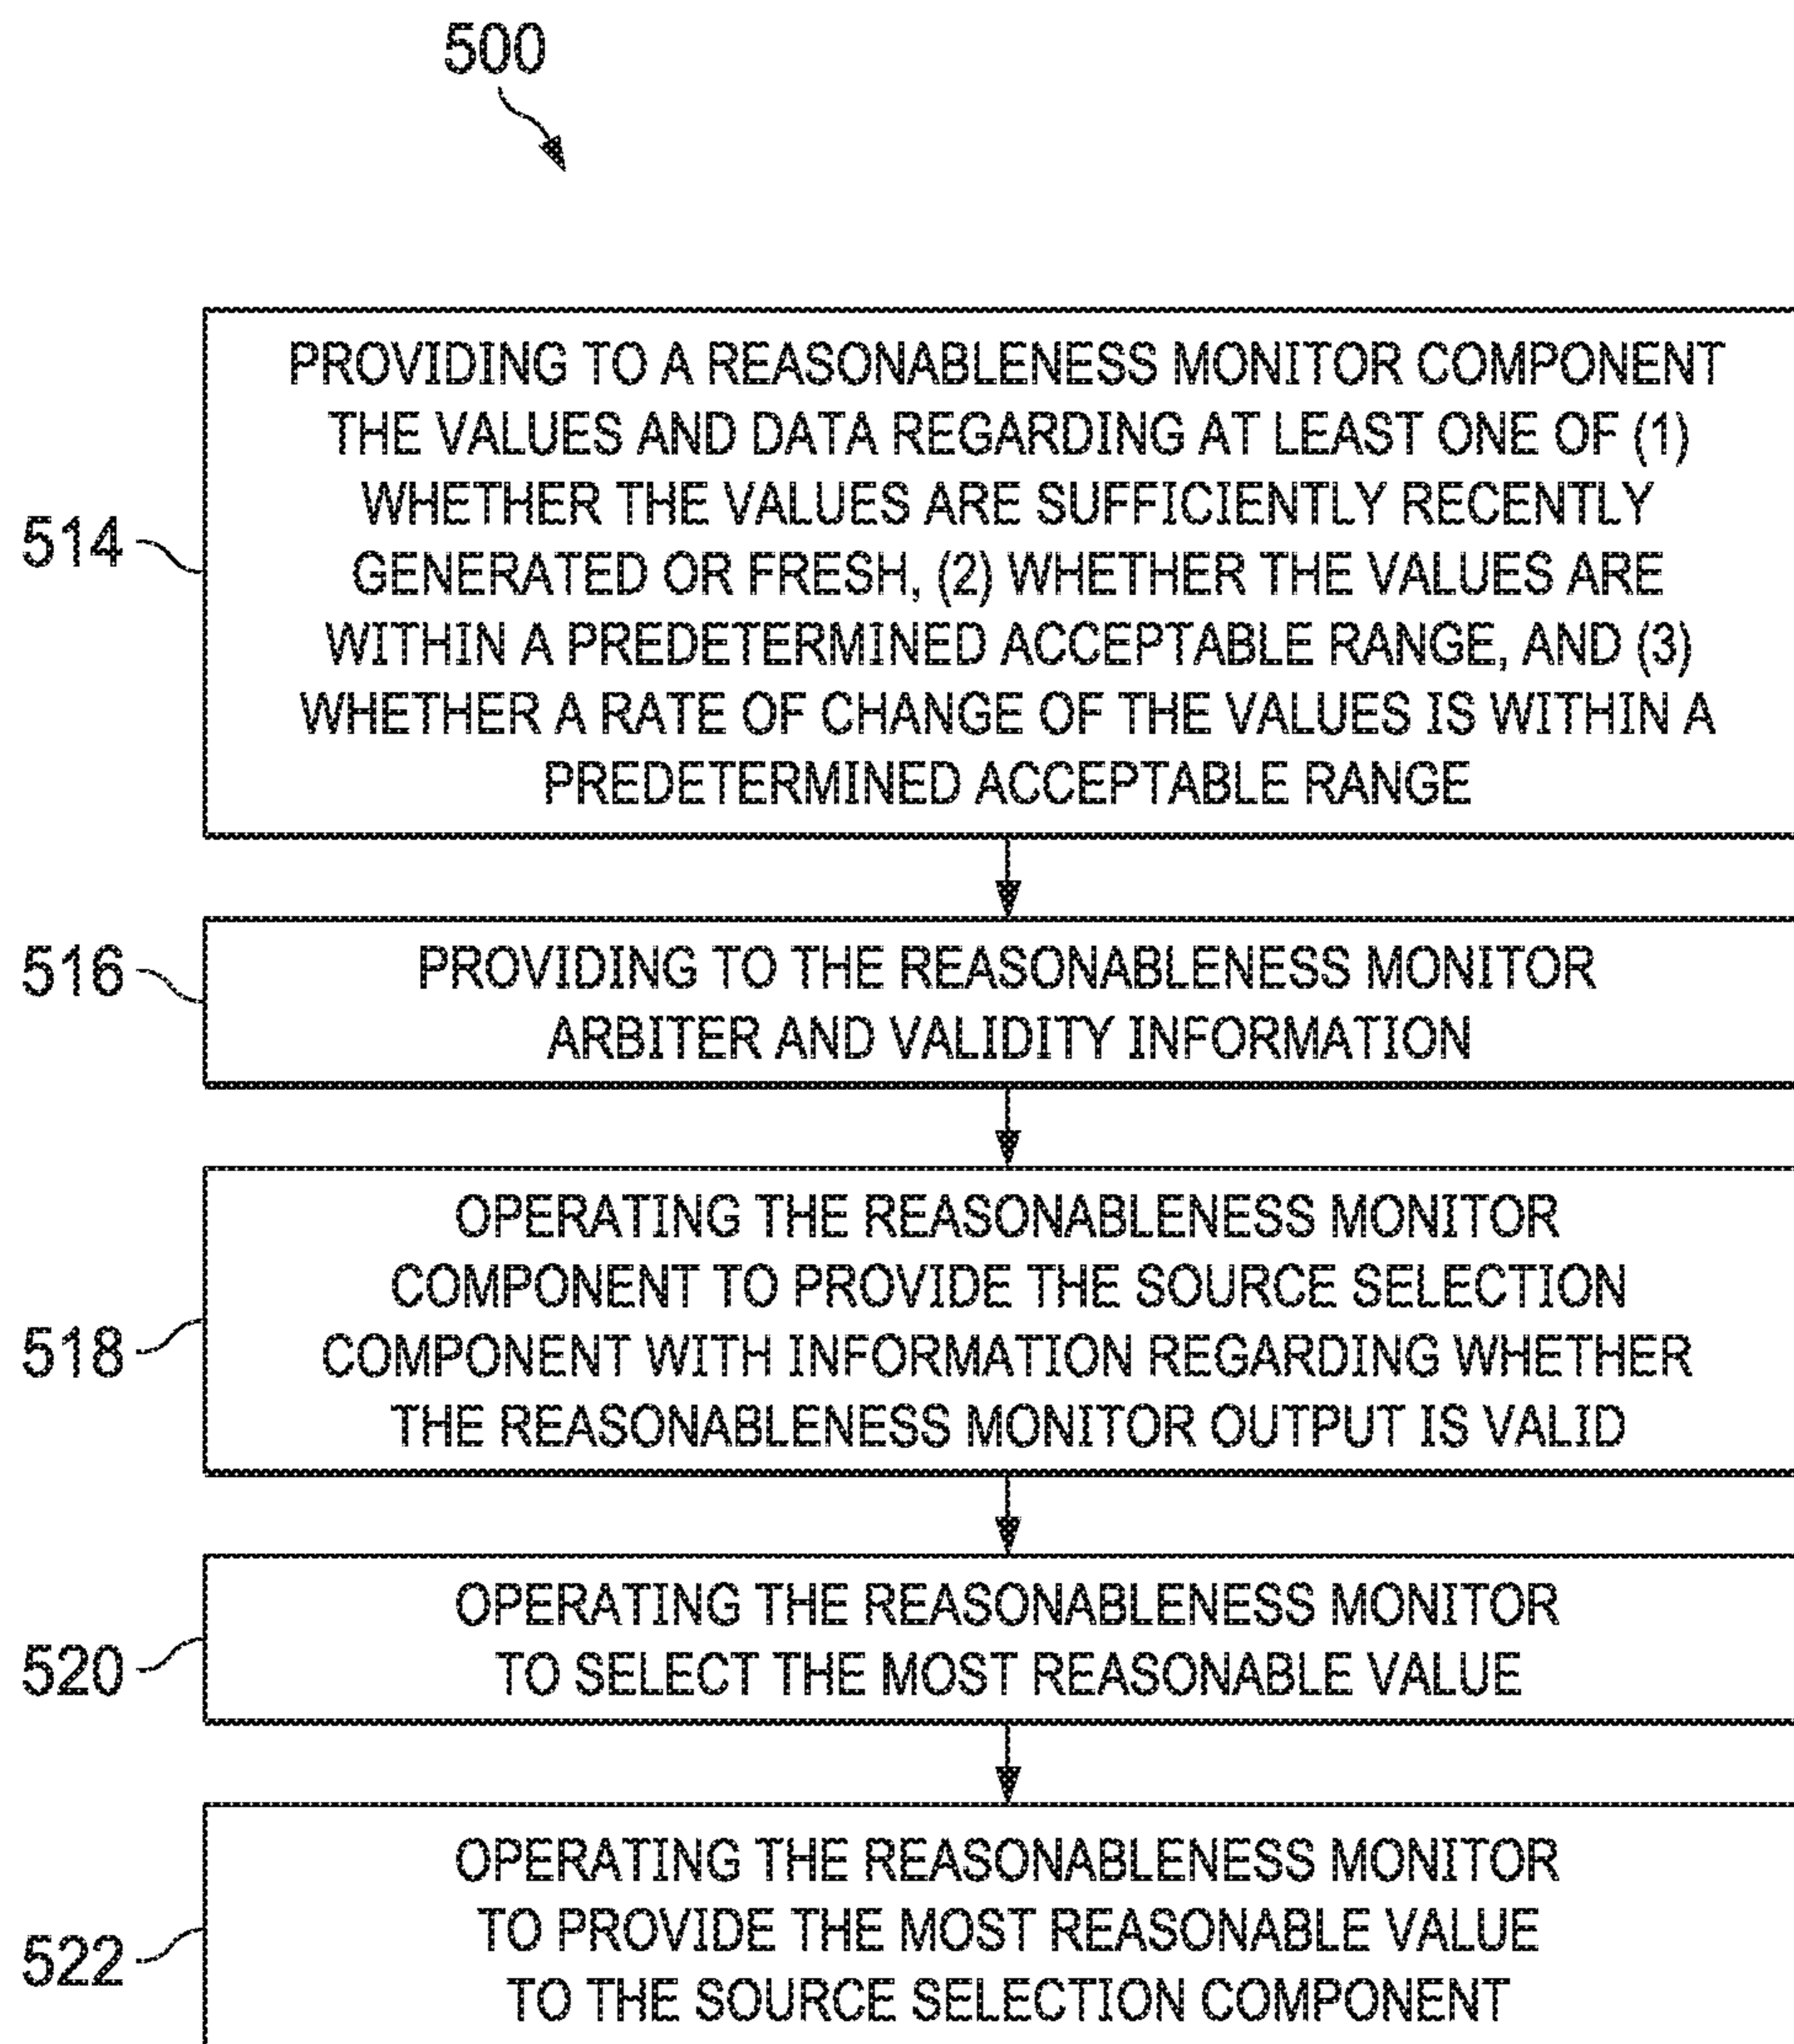 500
PROVIDING TO A REASONABLENESS MONITOR COMPONENT
THE VALUES AND DATA REGARDING AT LEAST ONE OF (1)
WHETHER THE VALUES ARE SUFFICIENTLY RECENTLY
GENERATED OR FRESH, (2) WHETHER THE VALUES ARE
WITHIN A PREDETERMINED ACCEPTABLE RANGE, AND (3)
WHETHER A RATE OF CHANGE OF THE VALUES IS WITHIN A
PREDETERMINED ACCEPTABLE RANGE
514
PROVIDING TO THE REASONABLENESS MONITOR
ARBITER AND VALIDITY INFORMATION
516
OPERATING THE REASONABLENESS MONITOR
COMPONENT TO PROVIDE THE SOURCE SELECTION
COMPONENT WITH INFORMATION REGARDING WHETHER
THE REASONABLENESS MONITOR OUTPUT IS VALID
518
OPERATING THE REASONABLENESS MONITOR
TO SELECT THE MOST REASONABLE VALUE
520
OPERATING THE REASONABLENESS MONITOR
TO PROVIDE THE MOST REASONABLE VALUE
TO THE SOURCE SELECTION COMPONENT
522